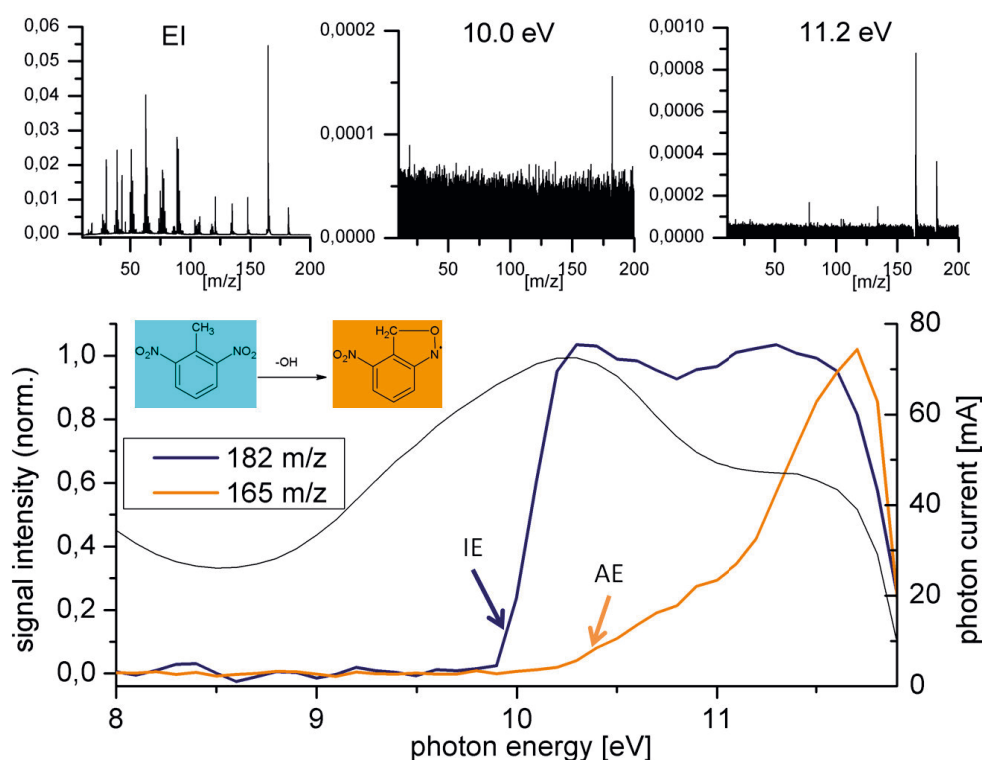 EI
0,06
0,05
0,04
0,03
0,02
0,01
0,00
50 100 150 200
[m/z]
10.0 eV
0,0002
0,0001
0,0000
50 100 150 200
[m/z]
11.2 eV
0,0010
0,0008
0,0006
0,0004
0,0002
0,0000
50 100 150 200
[m/z]
signal intensity (norm.)
1,0
0,8
0,6
0,4
0,2
0,0
CH3
O2N NO2
-OH
H2C O
O2N N•
182 m/z
165 m/z
IE
AE
80
60
40
20
0
photon current [mA]
8 9 10 11
photon energy [eV]